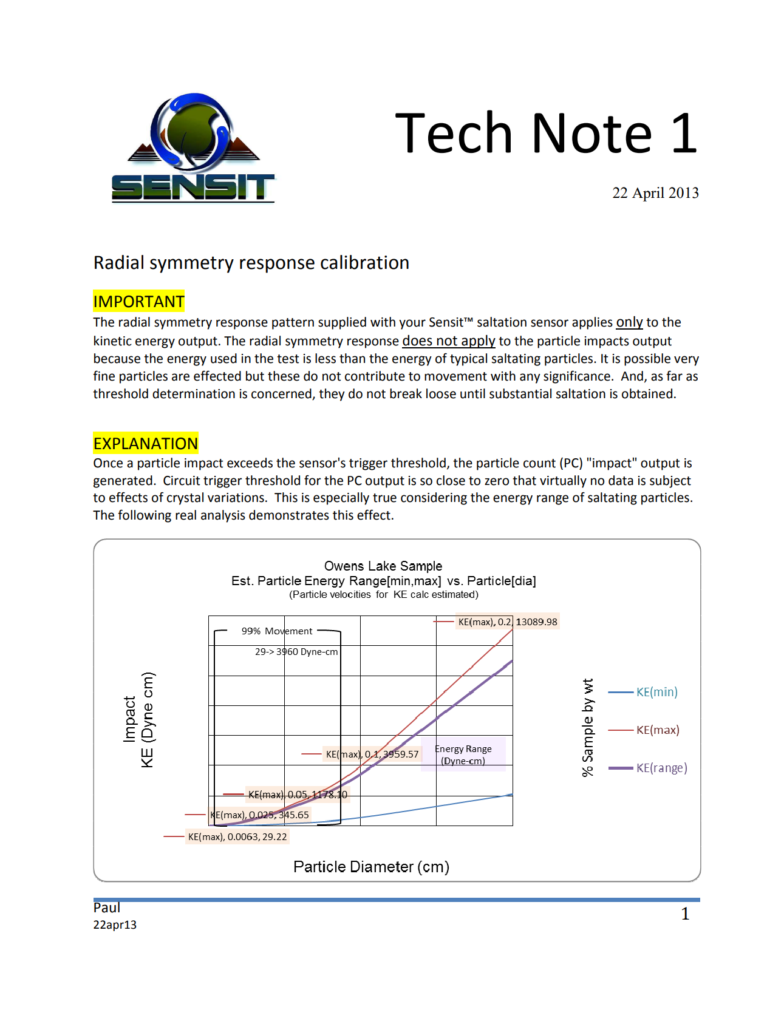 SENSIT
Tech Note 1
22 April 2013
Radial symmetry response calibration
IMPORTANT
The radial symmetry response pattern supplied with your Sensit™ saltation sensor applies only to the
kinetic energy output. The radial symmetry response does not apply to the particle impacts output
because the energy used in the test is less than the energy of typical saltating particles. It is possible very
fine particles are effected but these do not contribute to movement with any significance.  And, as far as
threshold determination is concerned, they do not break loose until substantial saltation is obtained.
EXPLANATION
Once a particle impact exceeds the sensor's trigger threshold, the particle count (PC) "impact" output is
generated.  Circuit trigger threshold for the PC output is so close to zero that virtually no data is subject
to effects of crystal variations.  This is especially true considering the energy range of saltating particles.
The following real analysis demonstrates this effect.
Owens Lake Sample
Est. Particle Energy Range[min,max] vs. Particle[dia]
(Particle velocities for KE calc estimated)
KE(max), 0.2, 13089.98
99% Movement
29-> 3960 Dyne-cm
Impact
KE (Dyne cm)
KE(max), 0.1, 3959.57
Energy Range
(Dyne-cm)
KE(max), 0.05, 1178.10
KE(max), 0.025, 345.65
KE(max), 0.0063, 29.22
% Sample by wt
KE(min)
KE(max)
KE(range)
Particle Diameter (cm)
Paul
22apr13
1